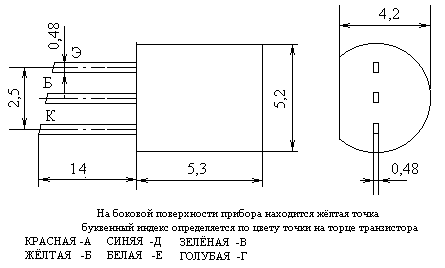 4,2
0,48
Э
Б
К
2,5
5,2
14
5,3
0,48
На боковой поверхности прибора находится жёлтая точка
буквенный индекс определяется по цвету точки на торце транзистора
КРАСНАЯ -А СИНЯЯ -Д ЗЕЛЁНАЯ -В
ЖЁЛТАЯ -Б БЕЛАЯ -Е ГОЛУБАЯ -Г